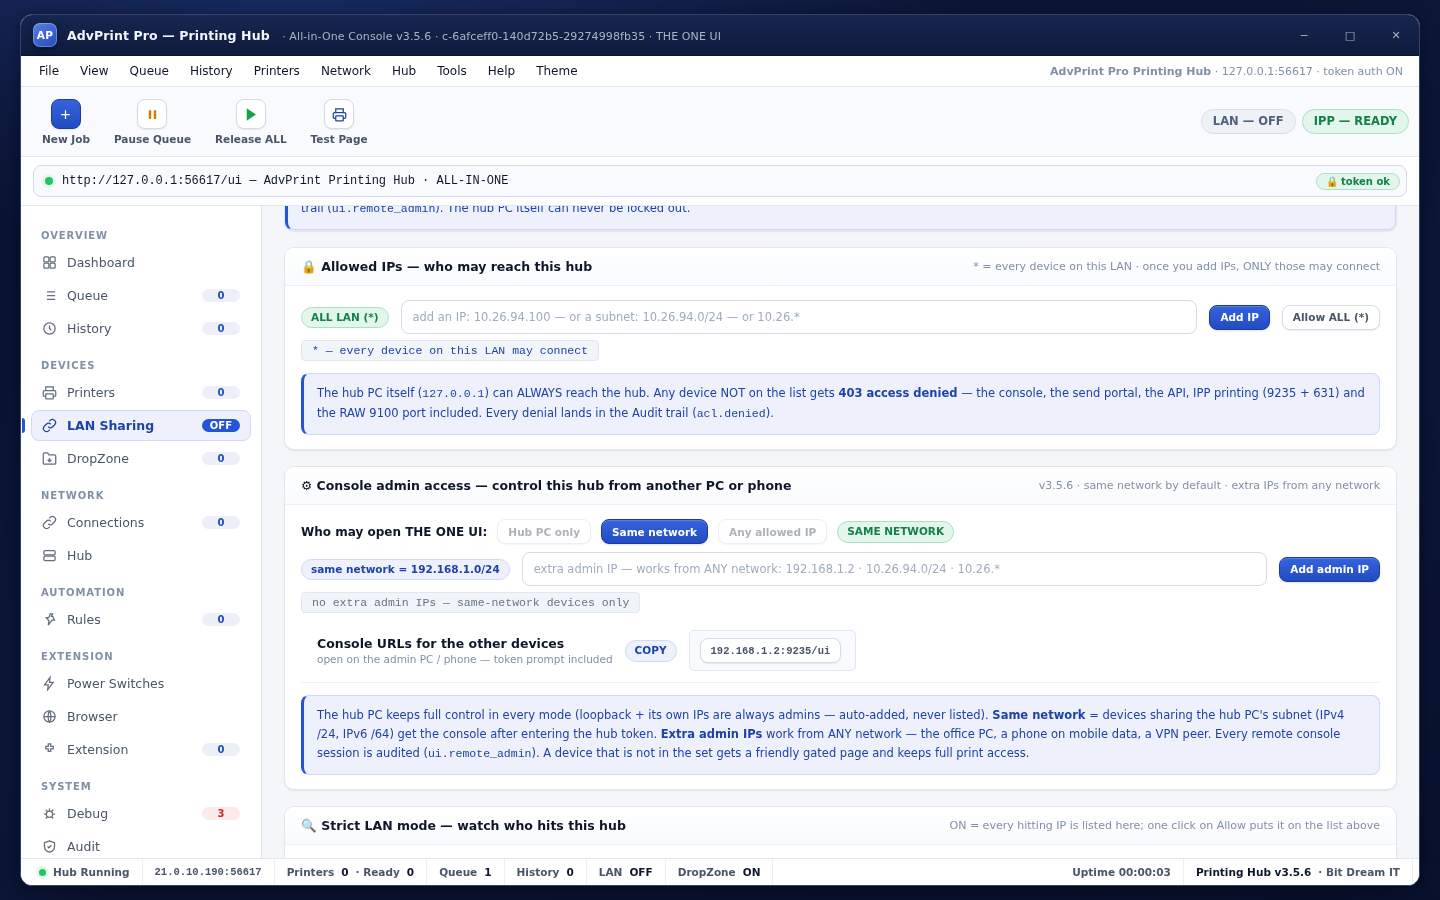 AP AdvPrint Pro — Printing Hub · All-in-One Console v3.5.6 · c-6afceff0-140d72b5-29274998fb35 · THE ONE UI
File View Queue History Printers Network Hub Tools Help Theme AdvPrint Pro Printing Hub · 127.0.0.1:56617 · token auth ON
New Job Pause Queue Release ALL Test Page LAN — OFF IPP — READY
http://127.0.0.1:56617/ui — AdvPrint Printing Hub · ALL-IN-ONE 🔒 token ok
OVERVIEW
Dashboard
Queue 0
History 0
DEVICES
Printers 0
LAN Sharing OFF
DropZone 0
NETWORK
Connections 0
Hub
AUTOMATION
Rules 0
EXTENSION
Power Switches
Browser
Extension 0
SYSTEM
Debug 3
Audit
trail (ui.remote_admin). The hub PC itself can never be locked out.
🔒 Allowed IPs — who may reach this hub * = every device on this LAN · once you add IPs, ONLY those may connect
ALL LAN (*) add an IP: 10.26.94.100 — or a subnet: 10.26.94.0/24 — or 10.26.* Add IP Allow ALL (*)
* — every device on this LAN may connect
The hub PC itself (127.0.0.1) can ALWAYS reach the hub. Any device NOT on the list gets 403 access denied — the console, the send portal, the API, IPP printing (9235 + 631) and
the RAW 9100 port included. Every denial lands in the Audit trail (acl.denied).
⚙ Console admin access — control this hub from another PC or phone v3.5.6 · same network by default · extra IPs from any network
Who may open THE ONE UI: Hub PC only Same network Any allowed IP SAME NETWORK
same network = 192.168.1.0/24 extra admin IP — works from ANY network: 192.168.1.2 · 10.26.94.0/24 · 10.26.* Add admin IP
no extra admin IPs — same-network devices only
Console URLs for the other devices
open on the admin PC / phone — token prompt included COPY 192.168.1.2:9235/ui
The hub PC keeps full control in every mode (loopback + its own IPs are always admins — auto-added, never listed). Same network = devices sharing the hub PC's subnet (IPv4
/24, IPv6 /64) get the console after entering the hub token. Extra admin IPs work from ANY network — the office PC, a phone on mobile data, a VPN peer. Every remote console
session is audited (ui.remote_admin). A device that is not in the set gets a friendly gated page and keeps full print access.
🔍 Strict LAN mode — watch who hits this hub ON = every hitting IP is listed here; one click on Allow puts it on the list above
Hub Running 21.0.10.190:56617 Printers 0 · Ready 0 Queue 1 History 0 LAN OFF DropZone ON Uptime 00:00:03 Printing Hub v3.5.6 · Bit Dream IT